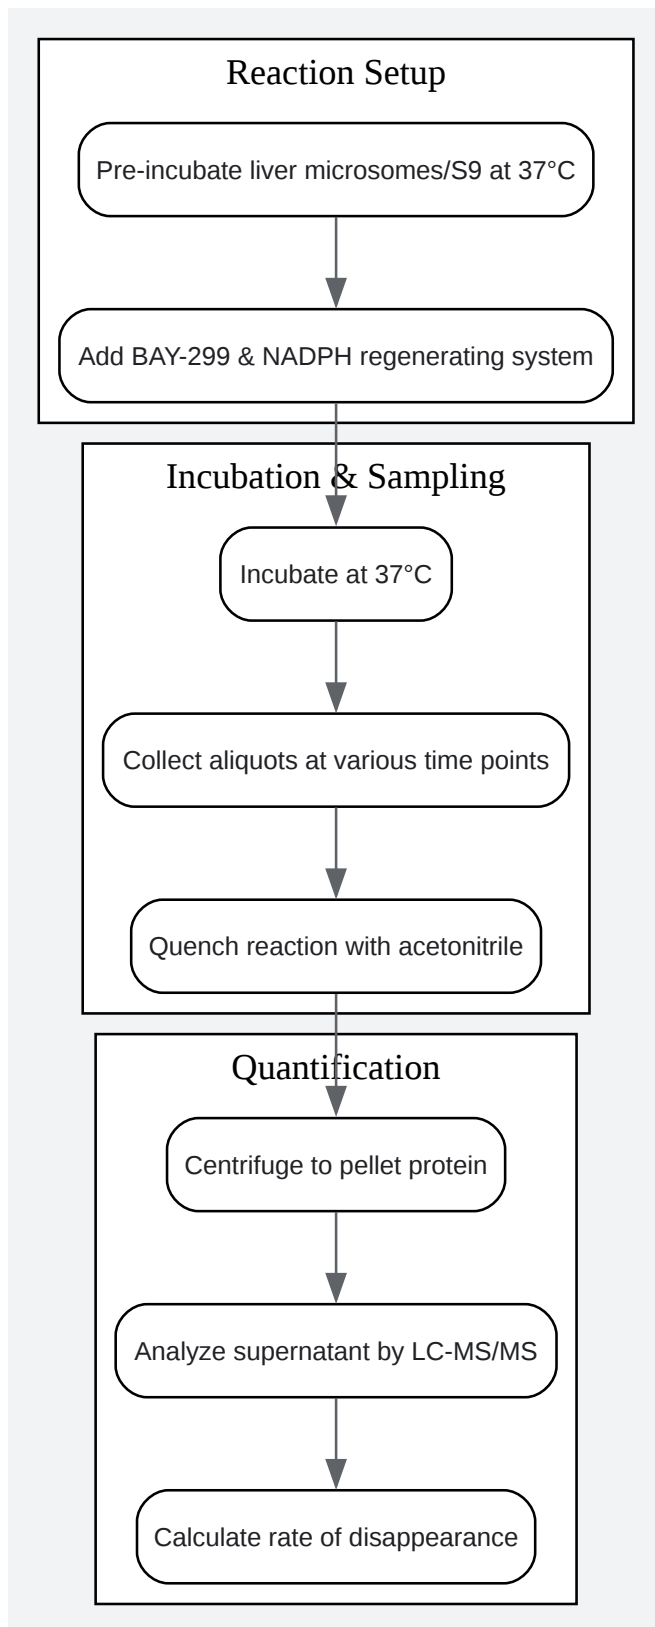 Reaction Setup
Pre-incubate liver microsomes/S9 at 37°C
Add BAY-299 & NADPH regenerating system
Incubation & Sampling
Incubate at 37°C
Collect aliquots at various time points
Quench reaction with acetonitrile
Quantification
Centrifuge to pellet protein
Analyze supernatant by LC-MS/MS
Calculate rate of disappearance